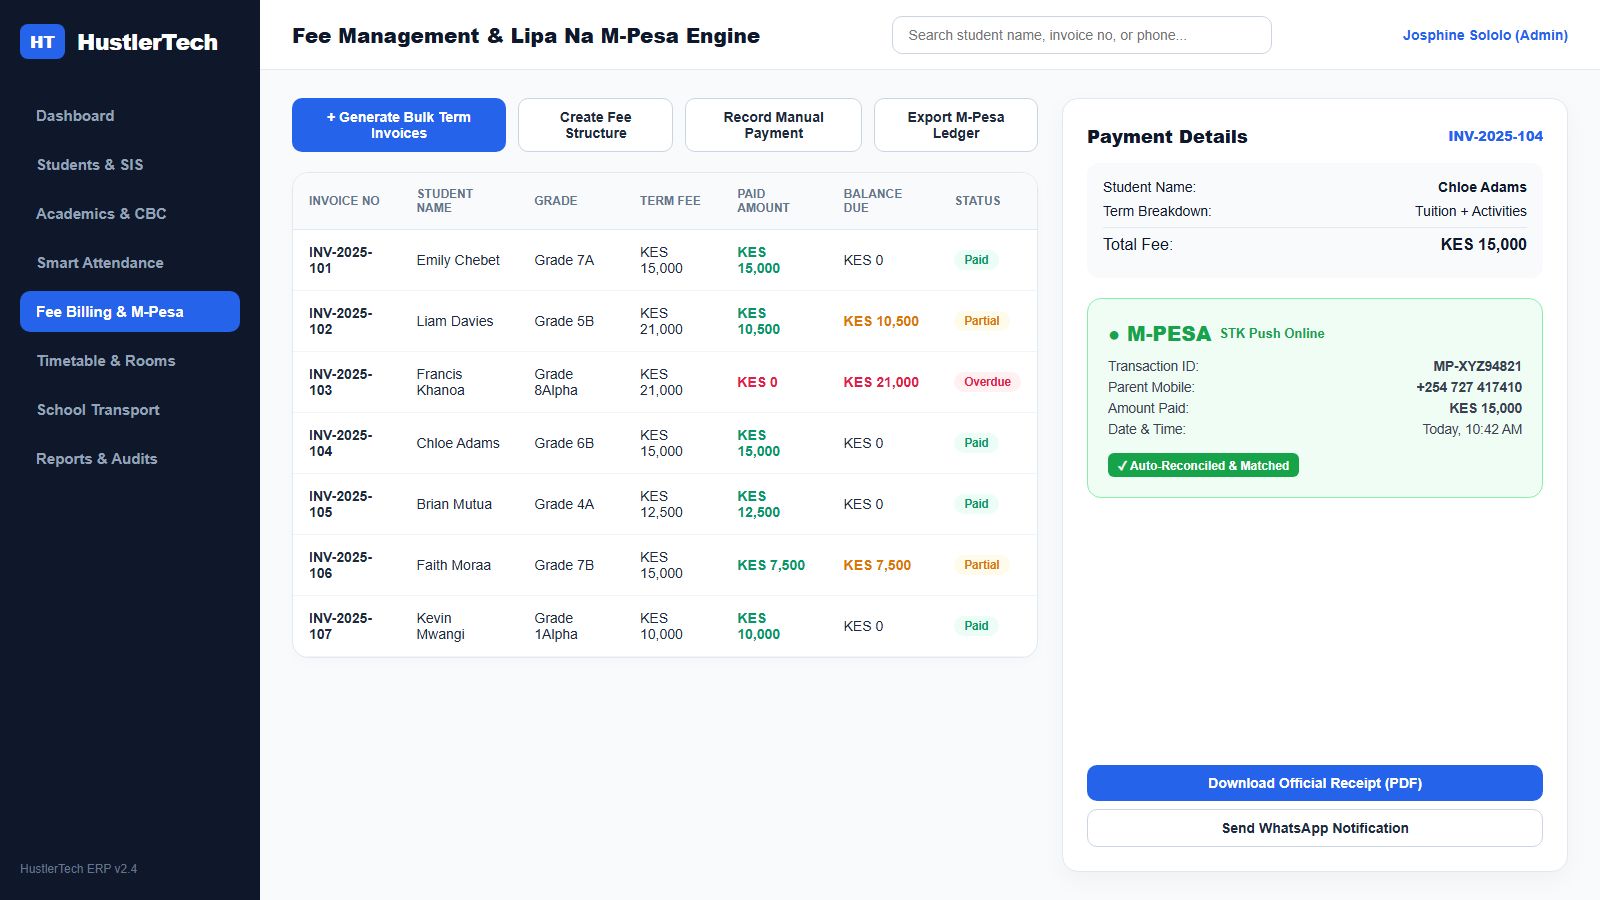 HT HustlerTech
Dashboard
Students & SIS
Academics & CBC
Smart Attendance
Fee Billing & M-Pesa
Timetable & Rooms
School Transport
Reports & Audits
HustlerTech ERP v2.4
Fee Management & Lipa Na M-Pesa Engine
Search student name, invoice no, or phone...
Josphine Sololo (Admin)
+ Generate Bulk Term
Invoices
Create Fee
Structure
Record Manual
Payment
Export M-Pesa
Ledger
INVOICE NO
STUDENT
NAME
GRADE
TERM FEE
PAID
AMOUNT
BALANCE
DUE
STATUS
INV-2025-
101
Emily Chebet
Grade 7A
KES
15,000
KES
15,000
KES 0
Paid
INV-2025-
102
Liam Davies
Grade 5B
KES
21,000
KES
10,500
KES 10,500
Partial
INV-2025-
103
Francis
Khanoa
Grade
8Alpha
KES
21,000
KES 0
KES 21,000
Overdue
INV-2025-
104
Chloe Adams
Grade 6B
KES
15,000
KES
15,000
KES 0
Paid
INV-2025-
105
Brian Mutua
Grade 4A
KES
12,500
KES
12,500
KES 0
Paid
INV-2025-
106
Faith Moraa
Grade 7B
KES
15,000
KES 7,500
KES 7,500
Partial
INV-2025-
107
Kevin
Mwangi
Grade
1Alpha
KES
10,000
KES
10,000
KES 0
Paid
Payment Details INV-2025-104
Student Name: Chloe Adams
Term Breakdown: Tuition + Activities
Total Fee: KES 15,000
● M-PESA STK Push Online
Transaction ID: MP-XYZ94821
Parent Mobile: +254 727 417410
Amount Paid: KES 15,000
Date & Time: Today, 10:42 AM
✓ Auto-Reconciled & Matched
Download Official Receipt (PDF)
Send WhatsApp Notification